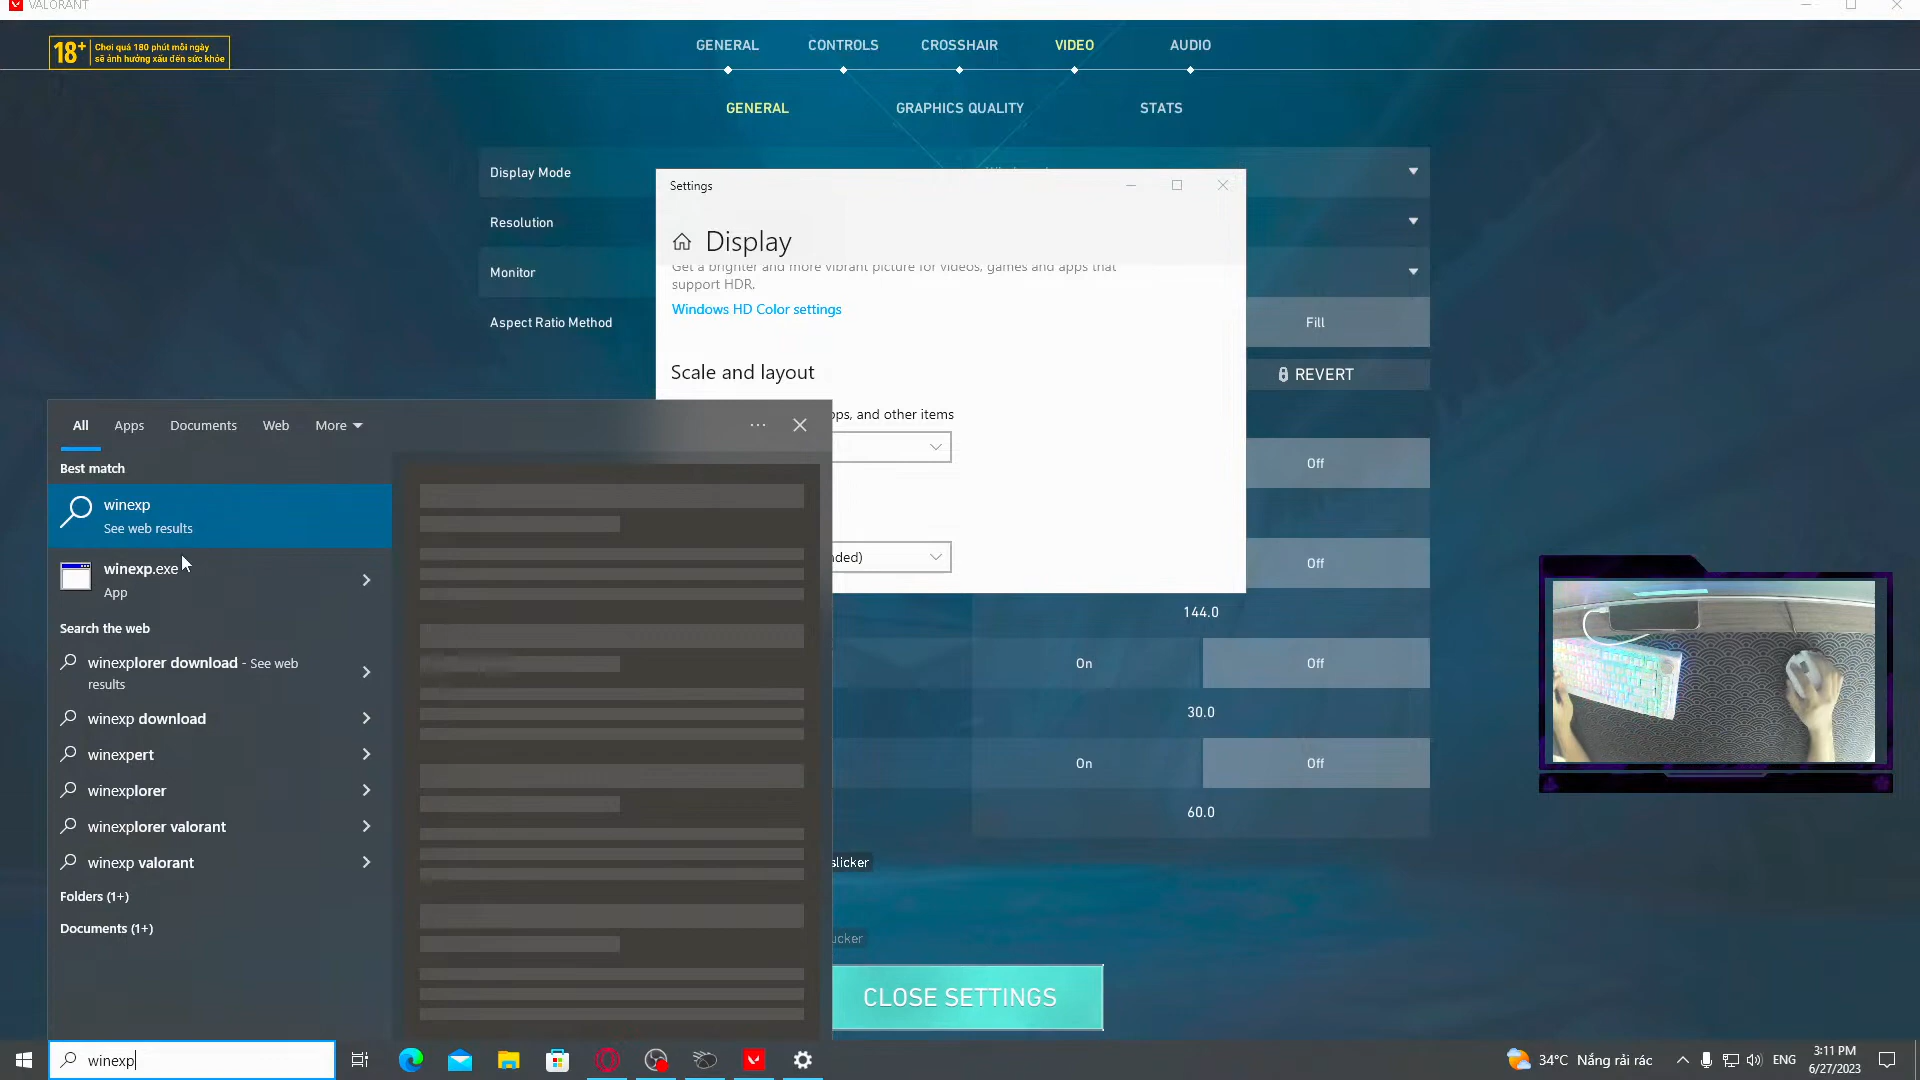 VALORANT
18+
Chơi quá 180 phút mỗi ngày
sẽ ảnh hưởng xấu đến sức khỏe
GENERAL
CONTROLS
CROSSHAIR
VIDEO
AUDIO
GENERAL
GRAPHICS QUALITY
STATS
Display Mode
Resolution
Monitor
Aspect Ratio Method
Fill
REVERT
Settings
Display
Get a brighter and more vibrant picture for videos, games and apps that
support HDR.
Windows HD Color settings
Scale and layout
ops, and other items
ded)
Off
Off
144.0
On
Off
30.0
On
Off
60.0
slicker
ucker
CLOSE SETTINGS
All
Apps
Documents
Web
More
Best match
winexp
See web results
winexp.exe
App
Search the web
winexplorer download - See web
results
winexp download
winexpert
winexplorer
winexplorer valorant
winexp valorant
Folders (1+)
Documents (1+)
winexp
34°C Nắng rải rác
ENG
3:11 PM
6/27/2023